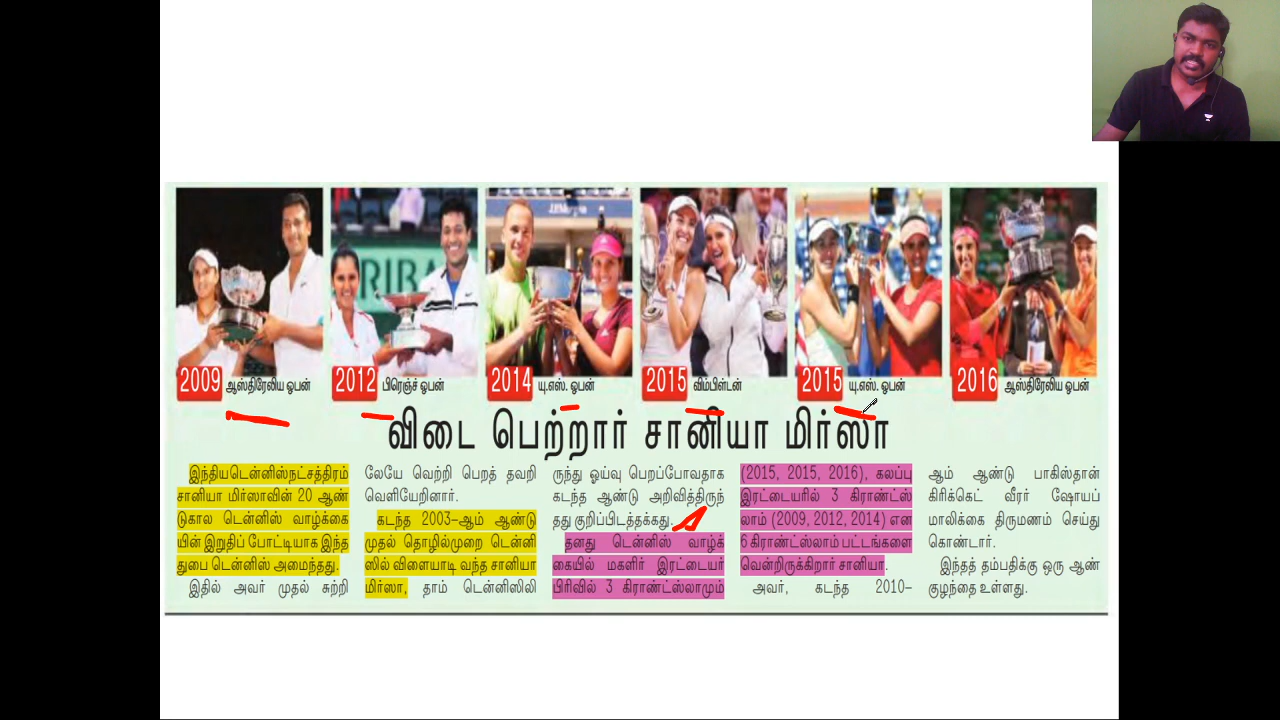 2009 ஆஸ்திரேலிய ஓபன்
2012 பிரெஞ்ச் ஓபன்
2014 யு.எஸ். ஓபன்
2015 விம்பிள்டன்
2015 யு.எஸ். ஓபன்
2016 ஆஸ்திரேலிய ஓபன்
விடை பெற்றார் சானியா மிர்ஸா
இந்தியடென்னிஸ்நட்சத்திரம்
சானியா மிர்ஸாவின் 20 ஆண்
டுகால டென்னிஸ் வாழ்க்கை
யின் இறுதிப் போட்டியாக இந்த
துபை டென்னிஸ் அமைந்தது.
இதில் அவர் முதல் சுற்றி
லேயே வெற்றி பெறத் தவறி
வெளியேறினார்.
கடந்த 2003-ஆம் ஆண்டு
முதல் தொழில்முறை டென்னி
ஸில் விளையாடி வந்த சானியா
மிர்ஸா, தாம் டென்னிஸிலி
ருந்து ஓய்வு பெறப்போவதாக
கடந்த ஆண்டு அறிவித்திருந்
தது குறிப்பிடத்தக்கது.
தனது டென்னிஸ் வாழ்க்
கையில் மகளிர் இரட்டையர்
பிரிவில் 3 கிராண்ட்ஸ்லாமும்
(2015, 2015, 2016), கலப்பு
இரட்டையரில் 3 கிராண்ட்ஸ்
லாம் (2009, 2012, 2014) என
6 கிராண்ட்ஸ்லாம் பட்டங்களை
வென்றிருக்கிறார் சானியா.
அவர், கடந்த 2010-
ஆம் ஆண்டு பாகிஸ்தான்
கிரிக்கெட் வீரர் ஷோயப்
மாலிக்கை திருமணம் செய்து
கொண்டார்.
இந்தத் தம்பதிக்கு ஒரு ஆண்
குழந்தை உள்ளது.